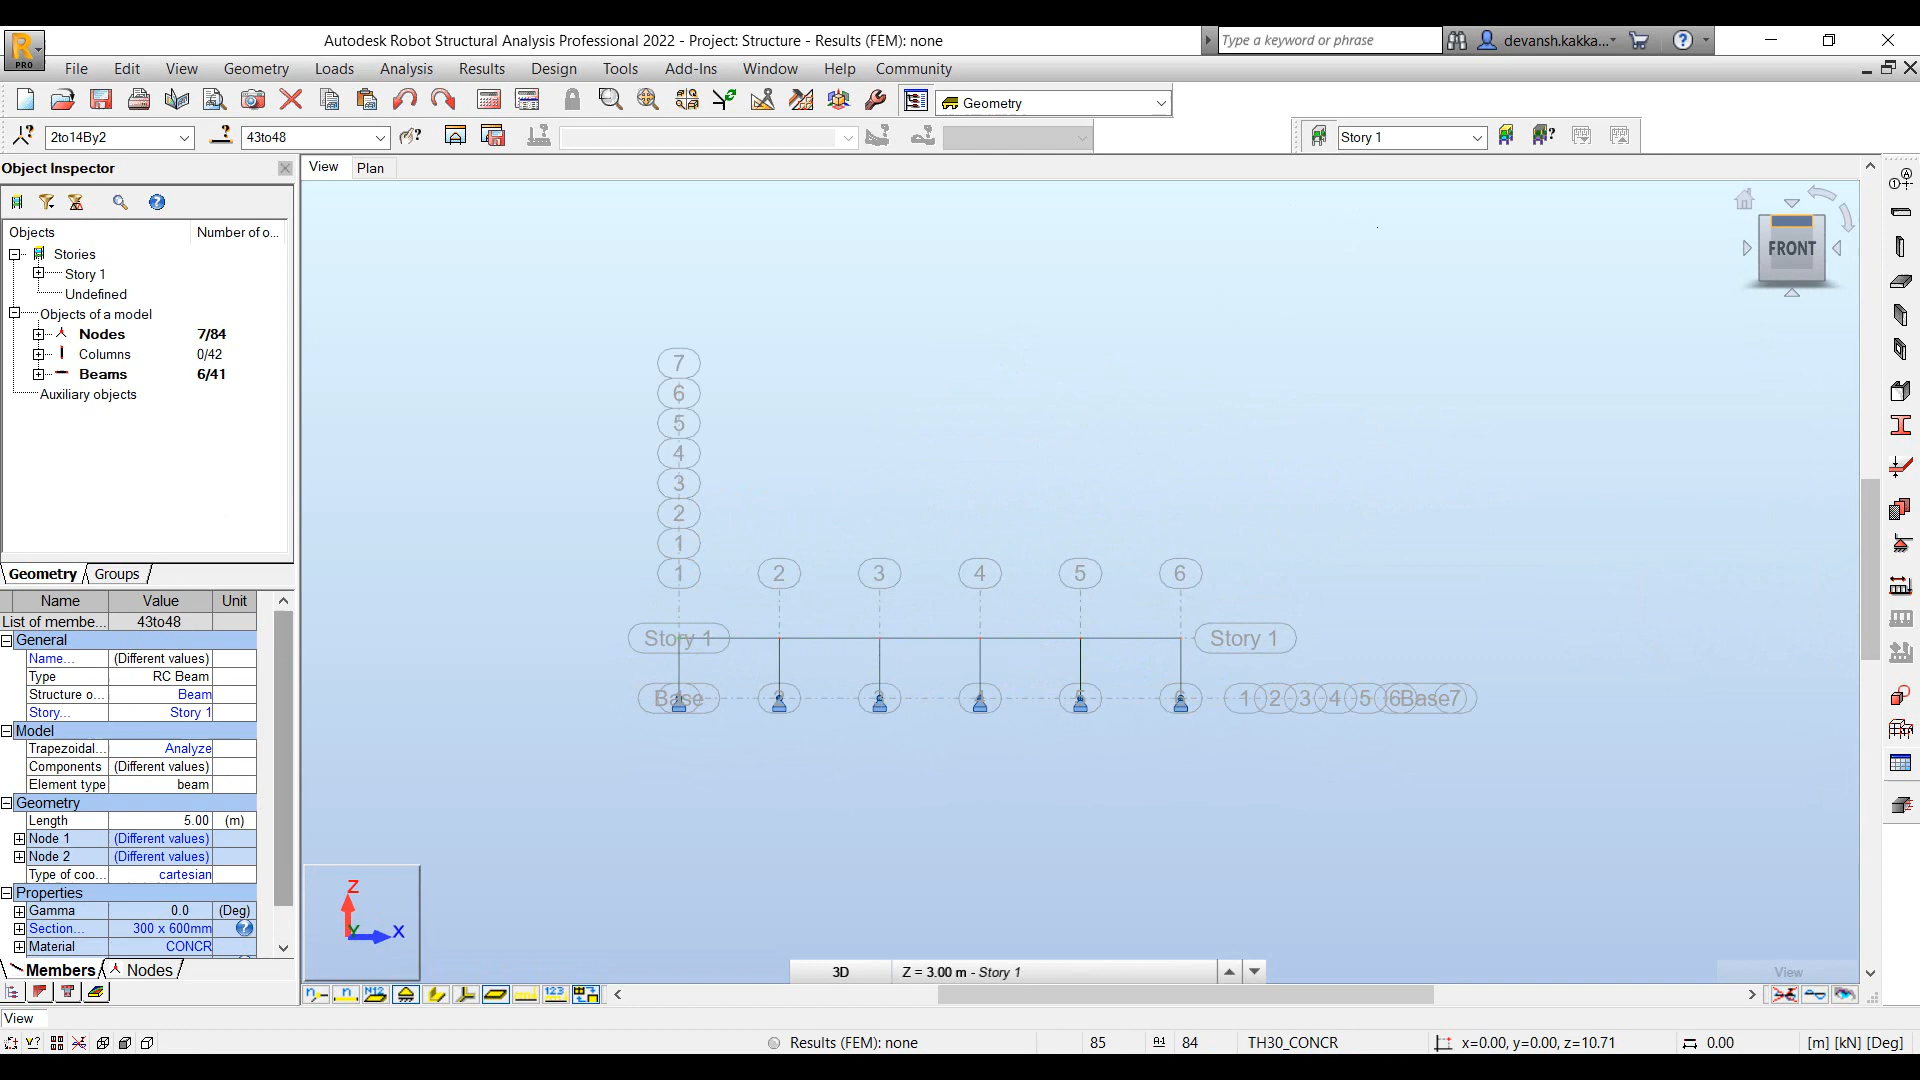 Autodesk Robot Structural Analysis Professional 2022 - Project: Structure - Results (FEM): none
Type a keyword or phrase
devansh.kakka...
PRO
File Edit View Geometry Loads Analysis Results Design Tools Add-Ins Window Help Community
Geometry
2to14By2
43to48
Story 1
Object Inspector
View Plan
Objects Number of o...
Stories
Story 1
Undefined
Objects of a model
Nodes 7/84
Columns 0/42
Beams 6/41
Auxiliary objects
Geometry Groups
Name Value Unit
List of membe... 43to48
General
Name... (Different values)
Type RC Beam
Structure o... Beam
Story... Story 1
Model
Trapezoidal... Analyze
Components (Different values)
Element type beam
Geometry
Length 5.00 (m)
Node 1 (Different values)
Node 2 (Different values)
Type of coo... cartesian
Properties
Gamma 0.0 (Deg)
Section... 300 x 600mm
Material CONCR
Members Nodes
FRONT
7
6
5
4
3
2
1
1 2 3 4 5 6
Story 1 Story 1
Base 2 3 4 5 6 1 2 3 4 5 6 Base 7
Z
Y X
3D Z = 3.00 m - Story 1
View
View
Results (FEM): none 85 84 TH30_CONCR x=0.00, y=0.00, z=10.71 0.00 [m] [kN] [Deg]